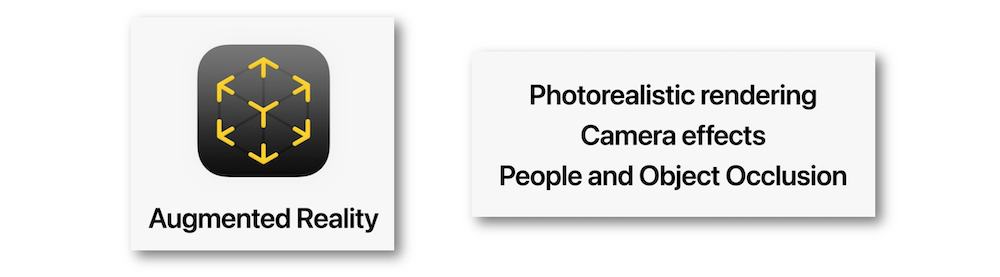 Augmented Reality
Photorealistic rendering
Camera effects
People and Object Occlusion